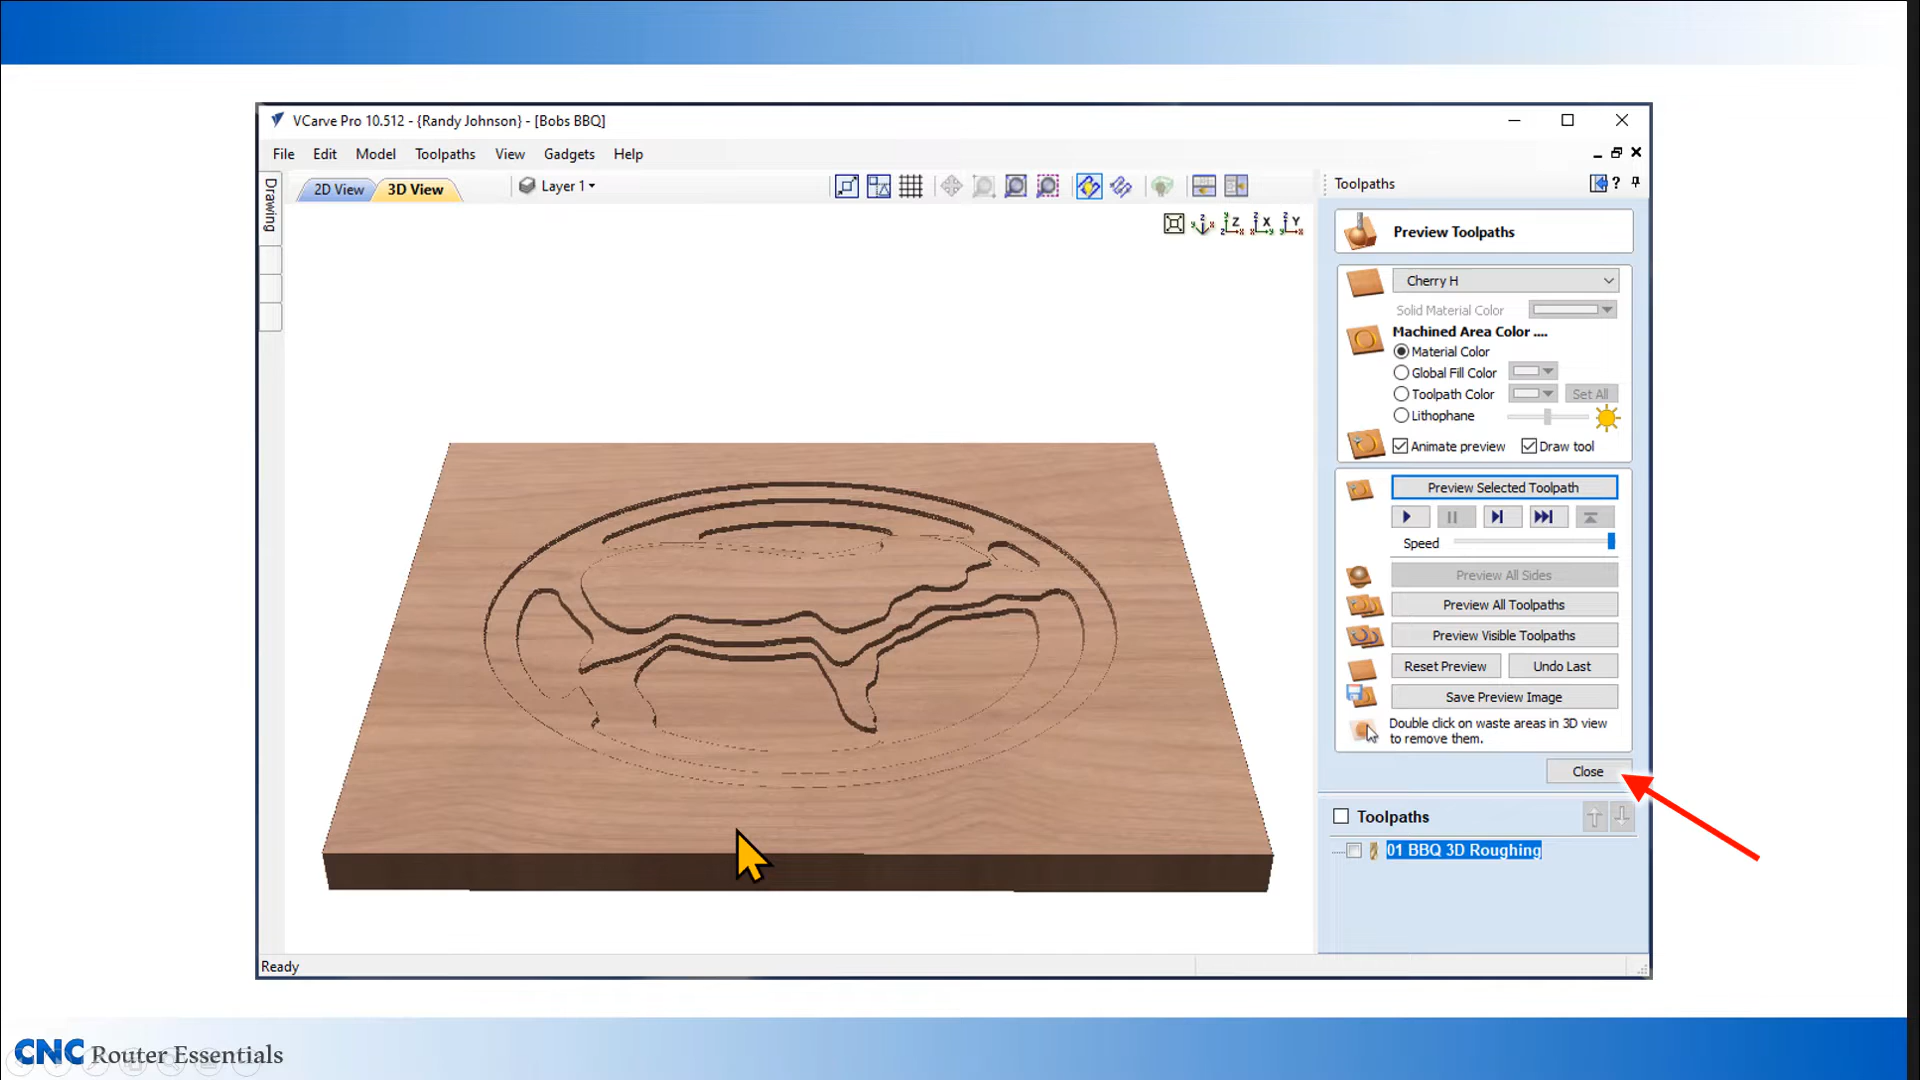 VCarve Pro 10.512 - {Randy Johnson} - [Bobs BBQ]
File Edit Model Toolpaths View Gadgets Help
Drawing
2D View 3D View Layer 1
Toolpaths
Preview Toolpaths
Cherry H
Solid Material Color
Machined Area Color ....
Material Color
Global Fill Color
Toolpath Color Set All
Lithophane
Animate preview Draw tool
Preview Selected Toolpath
Speed
Preview All Sides
Preview All Toolpaths
Preview Visible Toolpaths
Reset Preview Undo Last
Save Preview Image
Double click on waste areas in 3D view
to remove them.
Close
Toolpaths
01 BBQ 3D Roughing
Ready
CNC Router Essentials